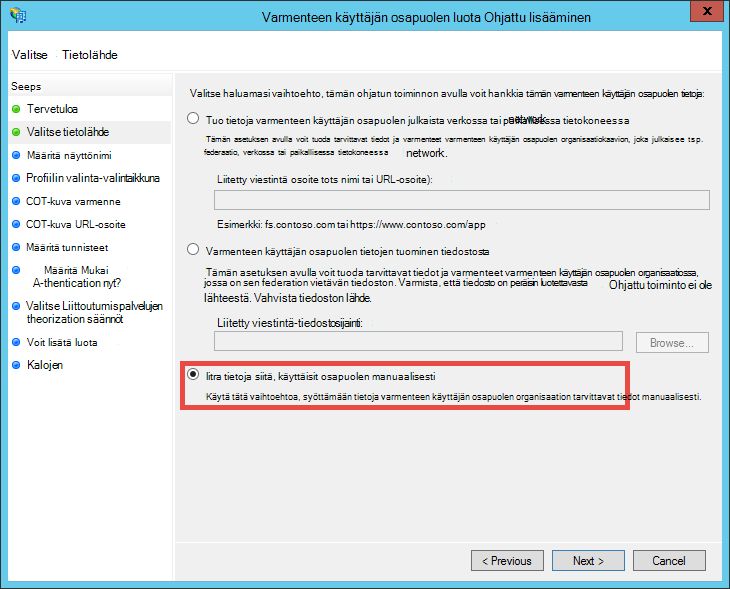 Varmenteen käyttäjän osapuolen luota Ohjattu lisääminen
x
Valitse Tietolähde
Seeps
Tervetuloa
Valitse tietolähde
Määritä näyttönimi
Profiilin valinta-valintaikkuna
COT-kuva varmenne
COT-kuva URL-osoite
Määritä tunnisteet
Määritä Mukai
A-thentication nyt?
Valitse Liittoutumispalvelujen
theorization säännöt
Voit lisätä luota
Kalojen
Valitse haluamasi vaihtoehto, tämän ohjatun toiminnon avulla voit hankkia tämän varmenteen käyttäjän osapuolen tietoja:
Tuo tietoja varmenteen käyttäjän osapuolen julkaista verkossa tai paikallisessa tietokoneessa network.
Tämän asetuksen avulla voit tuoda tarvittavat tiedot ja varmenteet varmenteen käyttäjän osapuolen organisaatiokaavion, joka julkaisee tsp.
federaatio, verkossa tai paikallisessa tietokoneessa network.
Liitetty viestintä osoite tots nimi tai URL-osoite):
Esimerkki: fs.contoso.com tai https://www.contoso.com/app
Varmenteen käyttäjän osapuolen tietojen tuominen tiedostosta
Tämän asetuksen avulla voit tuoda tarvittavat tiedot ja varmenteet varmenteen käyttäjän osapuolen organisaatiossa,
jossa on sen federation vietävän tiedoston. Varmista, että tiedosto on peräisin luotettavasta Ohjattu toiminto ei ole
lähteestä. Vahvista tiedoston lähde.
Liitetty viestintä-tiedostosijainti:
Browse...
litra tietoja siitä, käyttäisit osapuolen manuaalisesti
Käytä tätä vaihtoehtoa, syöttämään tietoja varmenteen käyttäjän osapuolen organisaation tarvittavat tiedot manuaalisesti.
< Previous
Next >
Cancel